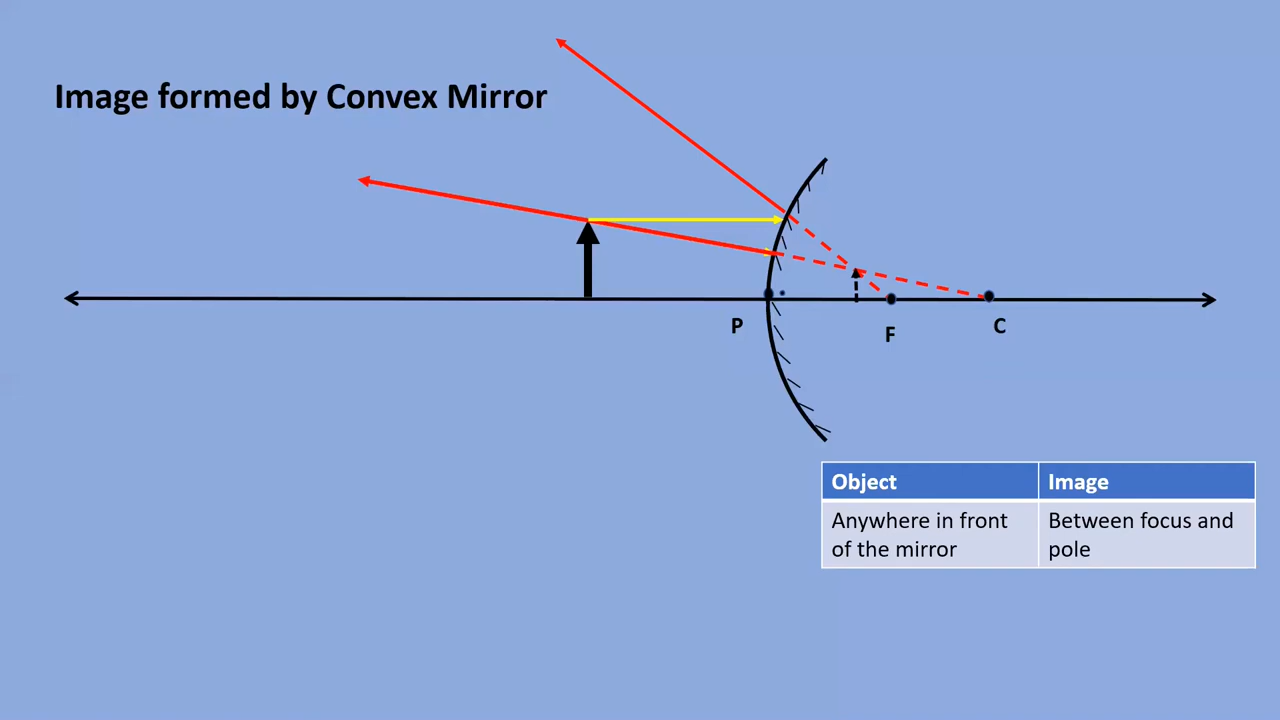 Image formed by Convex Mirror
P
F
C
Object
Image
Anywhere in front
of the mirror
Between focus and
pole